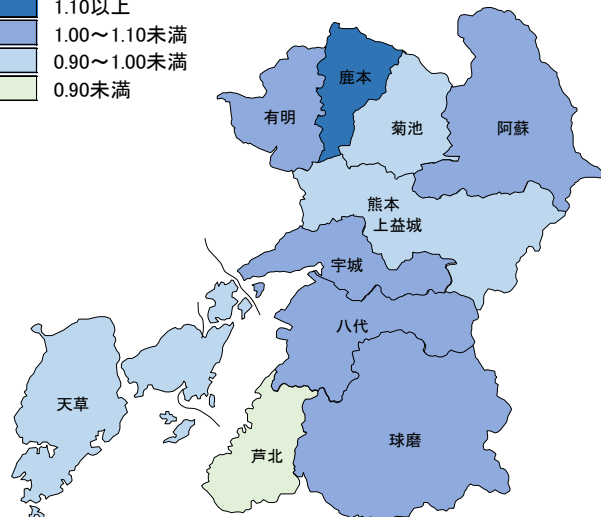 1.10以上
1.00～1.10未満
0.90～1.00未満
0.90未満
鹿本
有明
菊池
阿蘇
熊本
上益城
宇城
八代
天草
球磨
芦北